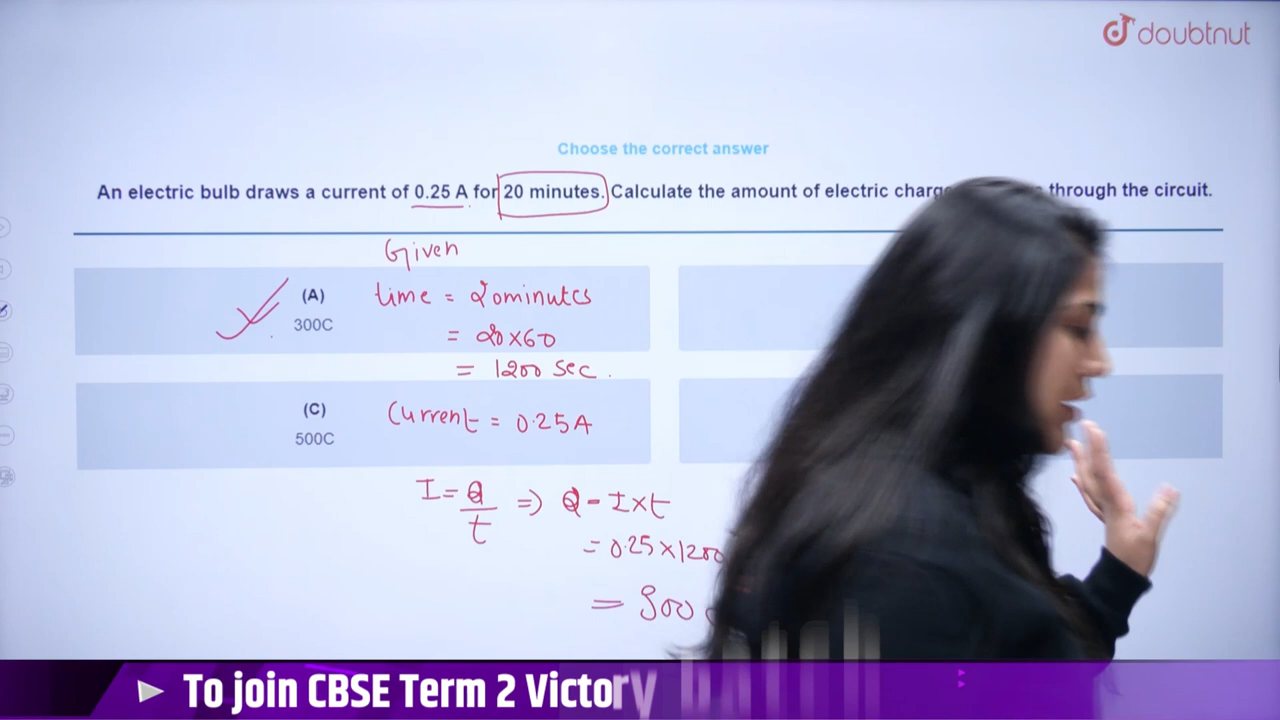 doubtnut
Choose the correct answer
An electric bulb draws a current of 0.25 A for 20 minutes. Calculate the amount of electric through the circuit.
Given
(A)
300C
time = 20minutes
= 20×60
= 1200 sec.
(C)
500C
Current = 0.25A
I = Q/t ⇒ Q = I×t
= 0.25×1200
= 300
To join CBSE Term 2 Victory